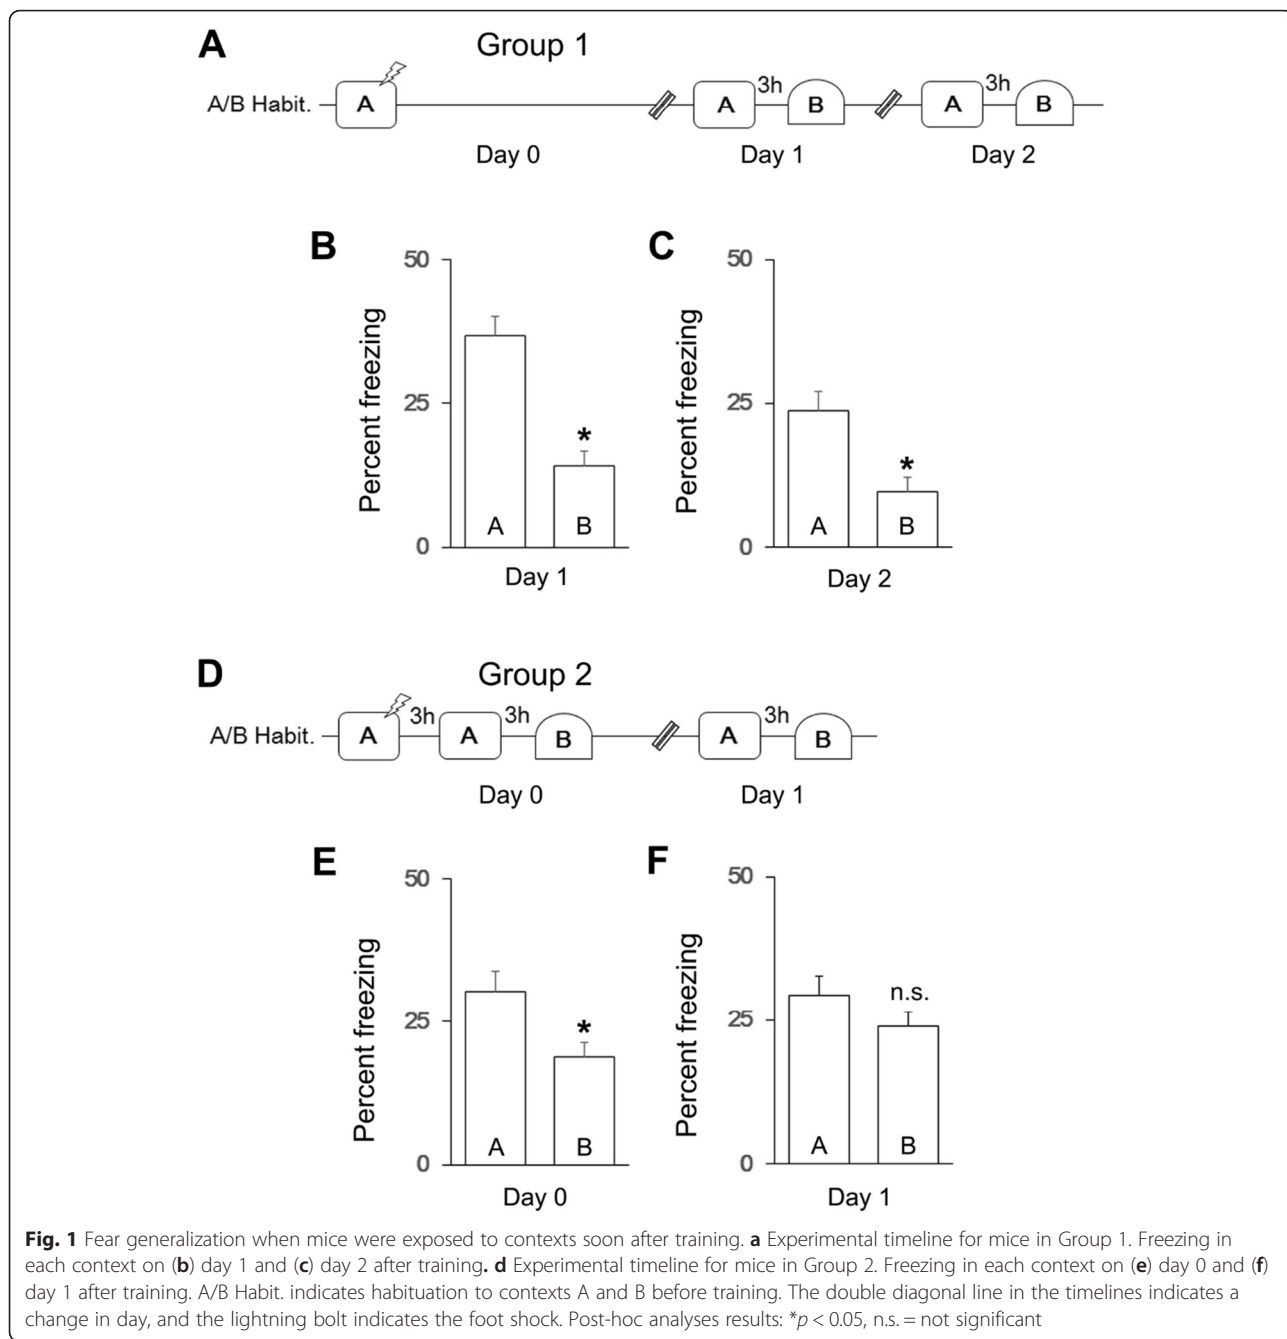 A
Group 1
A/B Habit.
A
A
3h
B
A
3h
B
Day 0
Day 1
Day 2
B
Percent freezing
50
25
0
A
*
B
Day 1
C
Percent freezing
50
25
0
A
*
B
Day 2
D
Group 2
A/B Habit.
A
3h
A
3h
B
A
3h
B
Day 0
Day 1
E
Percent freezing
50
25
0
A
*
B
Day 0
F
Percent freezing
50
25
0
A
n.s.
B
Day 1
Fig. 1 Fear generalization when mice were exposed to contexts soon after training. a Experimental timeline for mice in Group 1. Freezing in
each context on (b) day 1 and (c) day 2 after training. d Experimental timeline for mice in Group 2. Freezing in each context on (e) day 0 and (f)
day 1 after training. A/B Habit. indicates habituation to contexts A and B before training. The double diagonal line in the timelines indicates a
change in day, and the lightning bolt indicates the foot shock. Post-hoc analyses results: *p < 0.05, n.s. = not significant